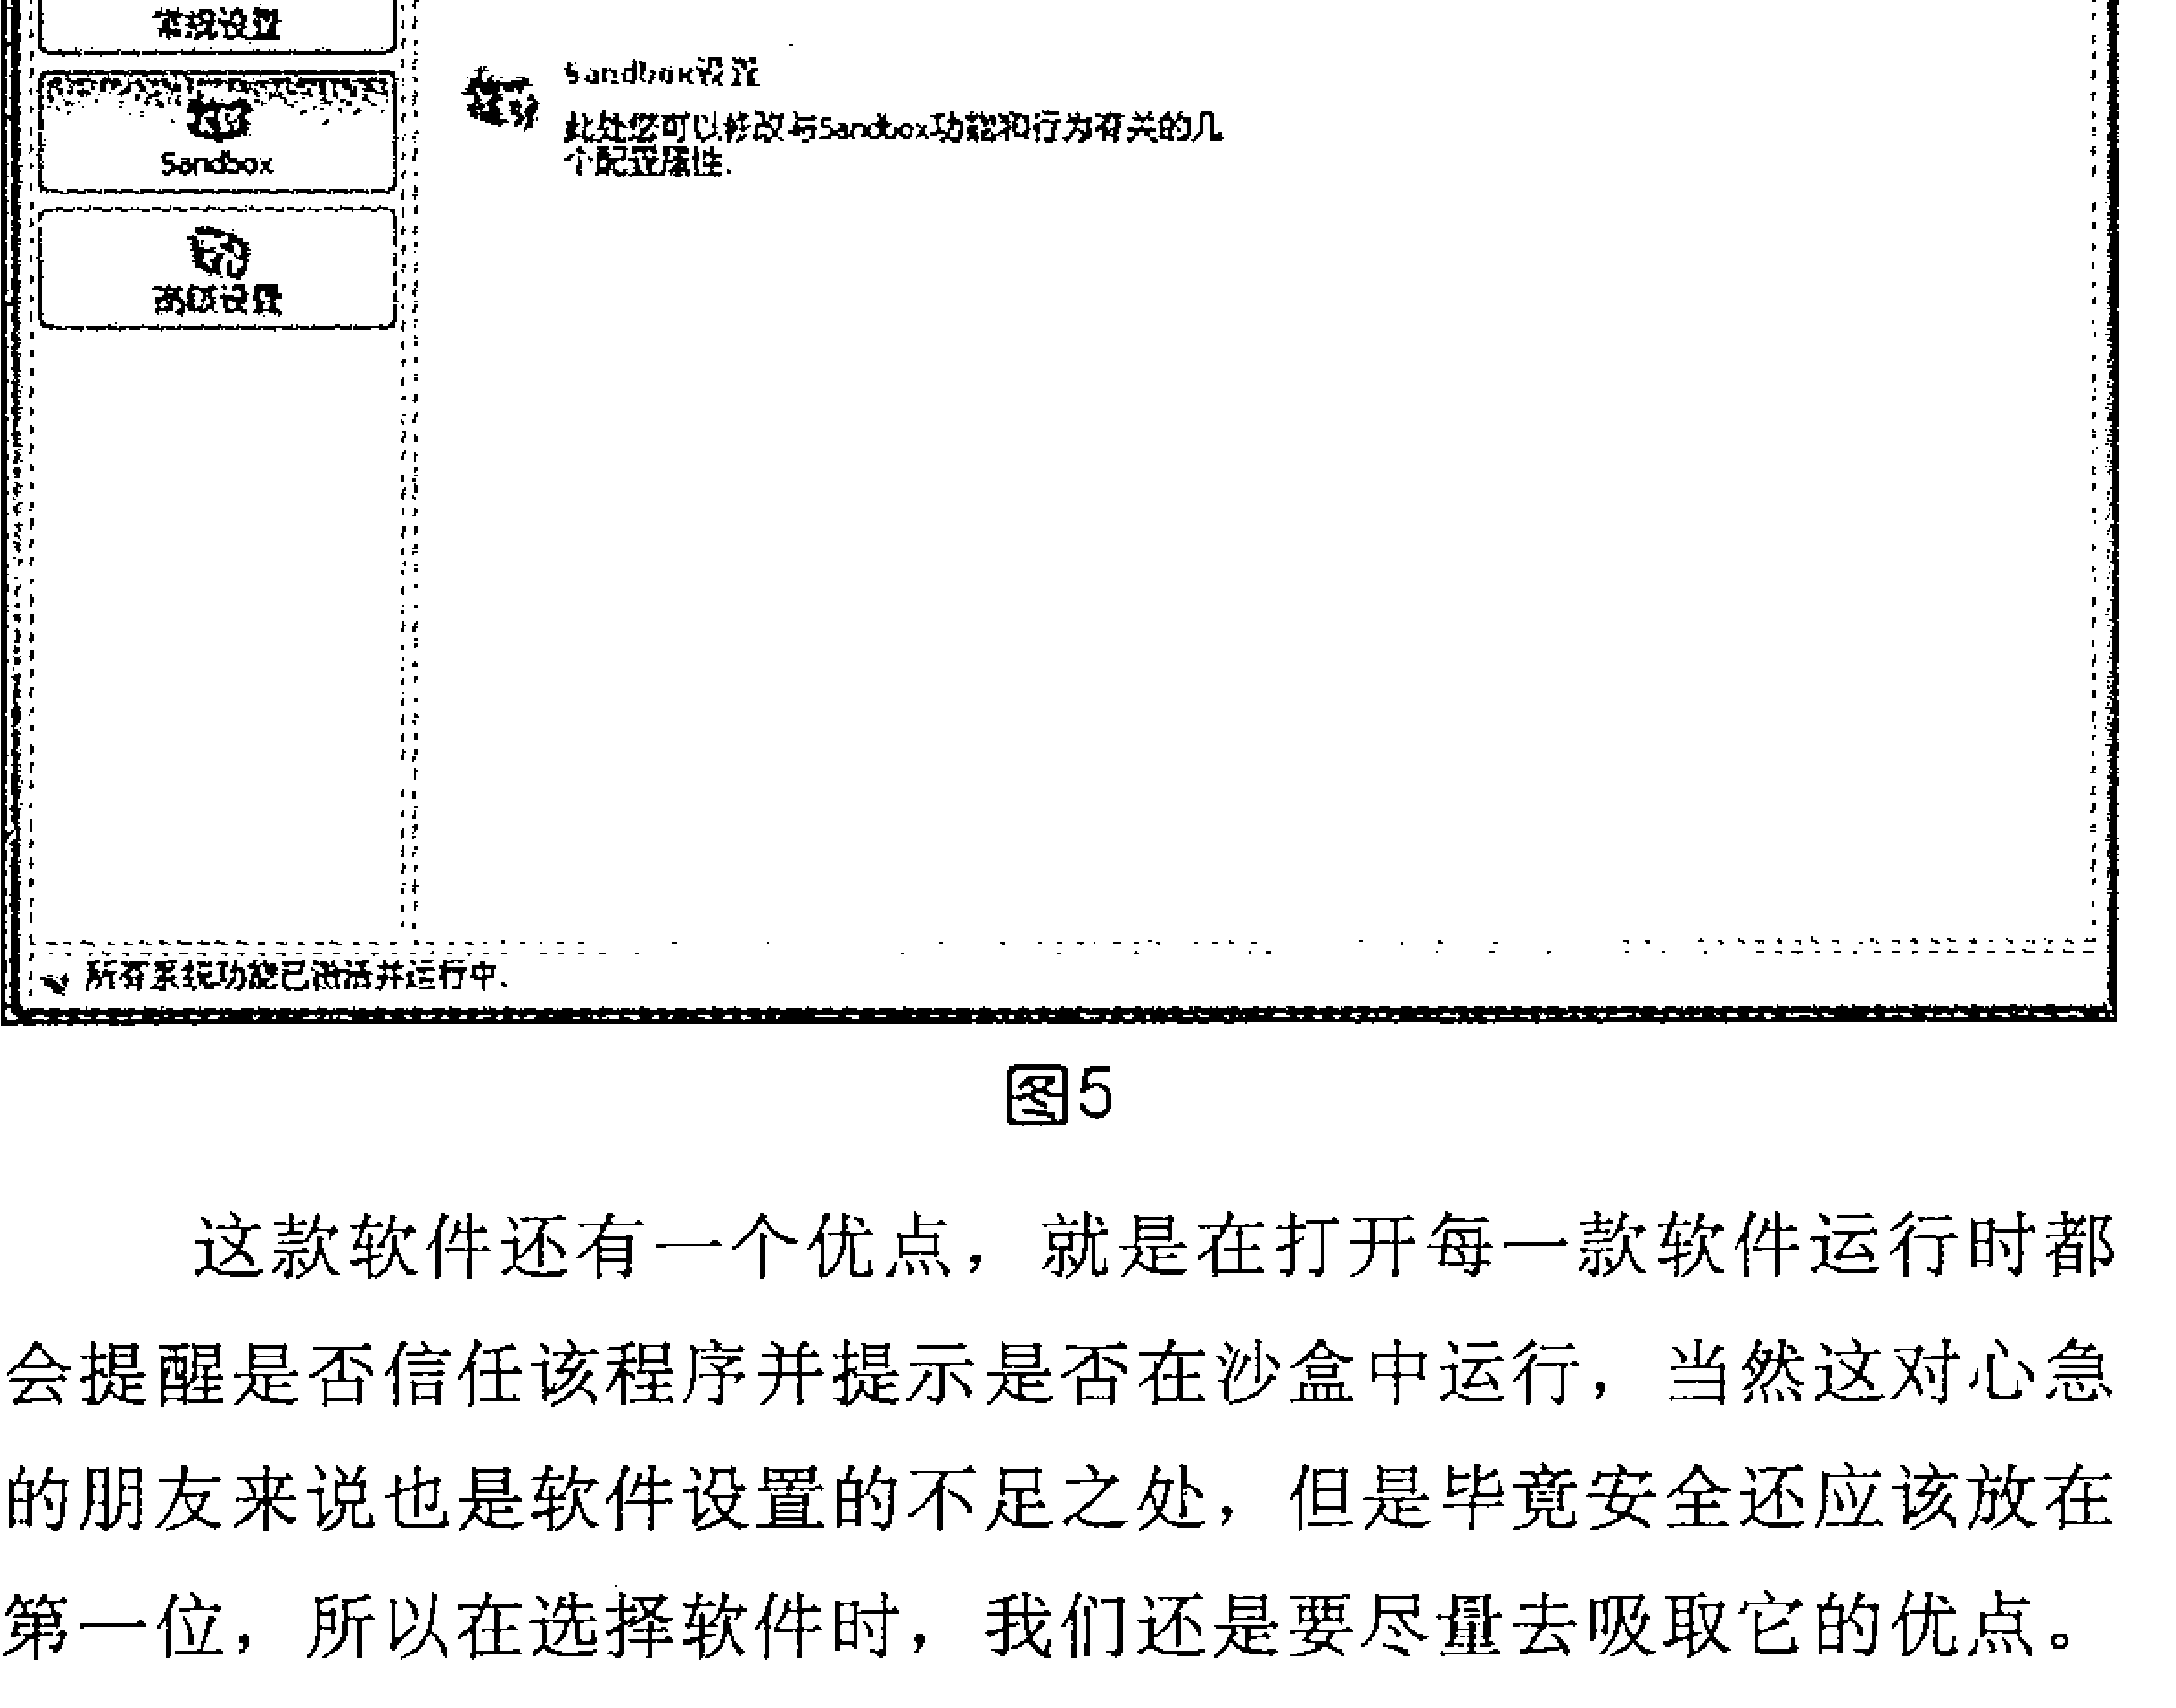 常规设置
Sandbox设置
此处您可以修改与Sandbox功能和行为有关的几
个配置属性.
Sandbox
高级设置
所有系统功能已激活并运行中.
图5
这款软件还有一个优点，就是在打开每一款软件运行时都
会提醒是否信任该程序并提示是否在沙盒中运行，当然这对心急
的朋友来说也是软件设置的不足之处，但是毕竟安全还应该放在
第一位，所以在选择软件时，我们还是要尽量去吸取它的优点。